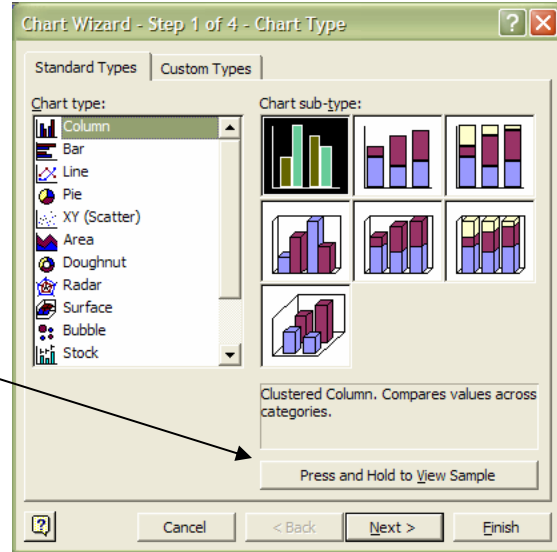 Chart Wizard - Step 1 of 4 - Chart Type
Standard Types
Custom Types
Chart type:
Column
Bar
Line
Pie
XY (Scatter)
Area
Doughnut
Radar
Surface
Bubble
Stock
Chart sub-type:
Clustered Column. Compares values across
categories.
Press and Hold to View Sample
Cancel
< Back
Next >
Finish